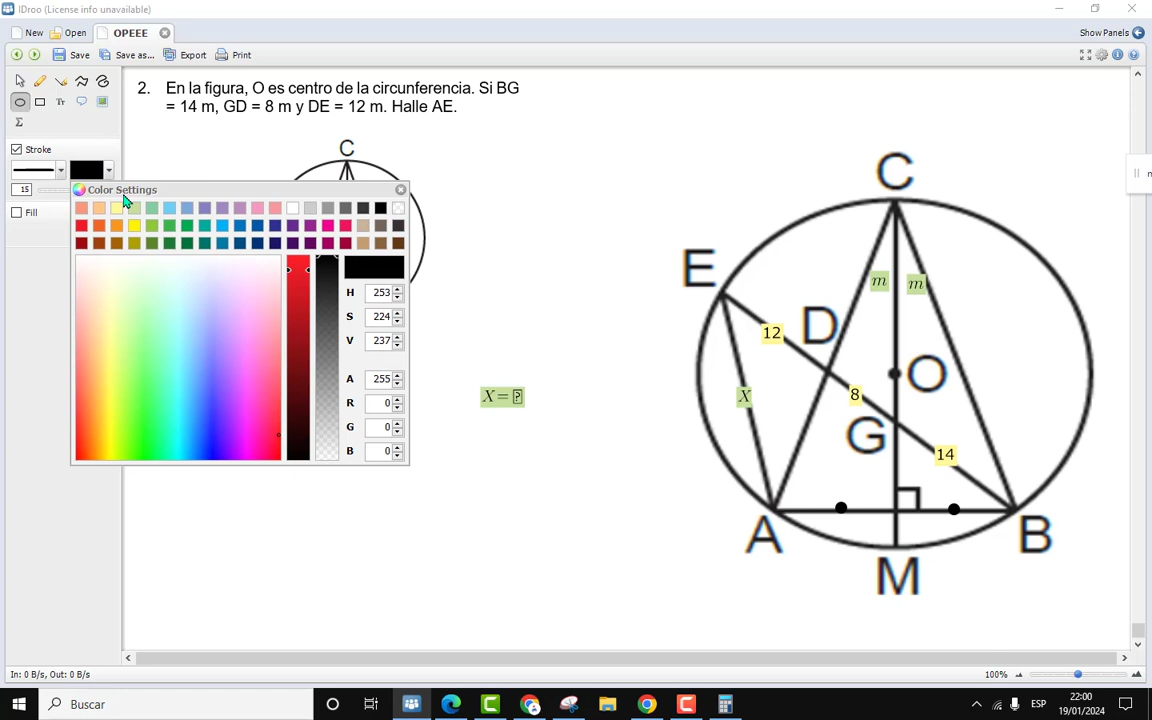 IDroo (License info unavailable)
New Open OPEEE Show Panels
Save Save as... Export Print
Tr
Σ
Stroke
15
Fill
Color Settings
H 253
S 224
V 237
A 255
R 0
G 0
B 0
2. En la figura, O es centro de la circunferencia. Si BG
= 14 m, GD = 8 m y DE = 12 m. Halle AE.
C
X = ?
C
E
m m
12 D
O
X 8
G
14
A B
M
In: 0 B/s, Out: 0 B/s 100%
Buscar
ESP
22:00
19/01/2024